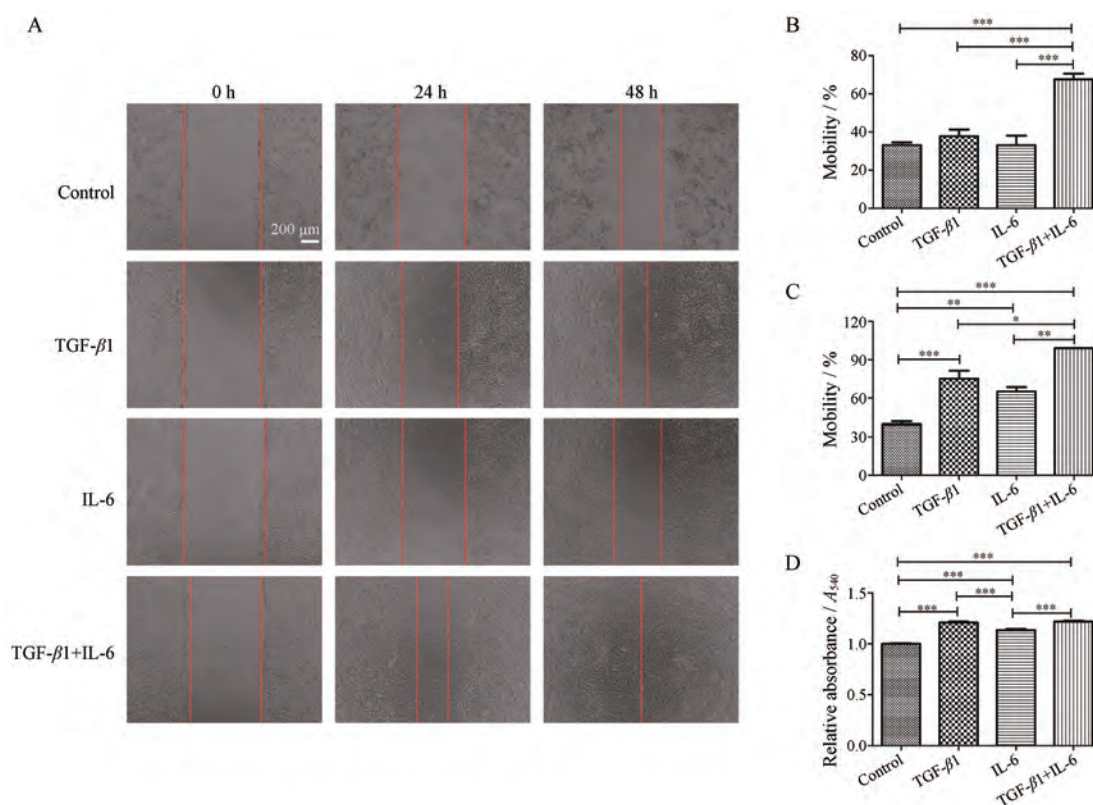 A
0 h
24 h
48 h
Control
200 μm
TGF-β1
IL-6
TGF-β1+IL-6
B
Mobility / %
80
60
40
20
0
***
***
***
Control
TGF-β1
IL-6
TGF-β1+IL-6
C
Mobility / %
120
90
60
30
0
***
**
*
**
***
Control
TGF-β1
IL-6
TGF-β1+IL-6
D
Relative absorbance / A540
1.5
1.0
0.5
0.0
***
***
***
***
***
Control
TGF-β1
IL-6
TGF-β1+IL-6